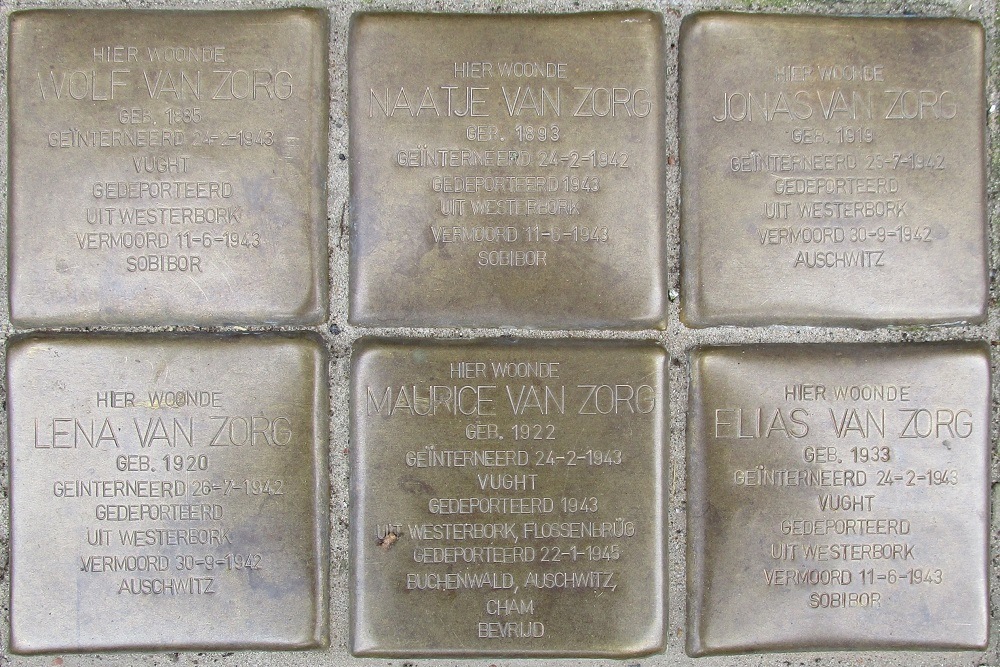 HIER WOONDE
WOLF VAN ZORG
GEB. 1885
GEÏNTERNEERD 24-2-1943
VUGHT
GEDEPORTEERD
UIT WESTERBORK
VERMOORD 11-6-1943
SOBIBOR
HIER WOONDE
NAATJE VAN ZORG
GEB. 1893
GEÏNTERNEERD 24-2-1942
GEDEPORTEERD 1943
UIT WESTERBORK
VERMOORD 11-6-1943
SOBIBOR
HIER WOONDE
JONAS VAN ZORG
GEB. 1919
GEÏNTERNEERD 23-7-1942
GEDEPORTEERD
UIT WESTERBORK
VERMOORD 30-9-1942
AUSCHWITZ
HIER WOONDE
LENA VAN ZORG
GEB. 1920
GEÏNTERNEERD 26-7-1942
GEDEPORTEERD
UIT WESTERBORK
VERMOORD 30-9-1942
AUSCHWITZ
HIER WOONDE
MAURICE VAN ZORG
GEB. 1922
GEÏNTERNEERD 24-2-1943
VUGHT
GEDEPORTEERD 1943
UIT WESTERBORK, FLOSSENBRÜG
GEDEPORTEERD 22-1-1945
BUCHENWALD, AUSCHWITZ,
CHAM
BEVRIJD
HIER WOONDE
ELIAS VAN ZORG
GEB. 1933
GEÏNTERNEERD 24-2-1943
VUGHT
GEDEPORTEERD
UIT WESTERBORK
VERMOORD 11-6-1943
SOBIBOR